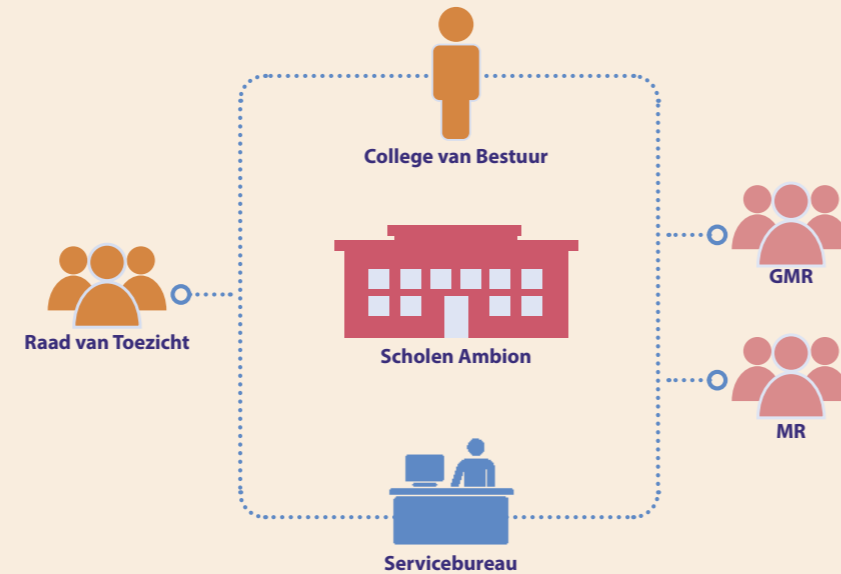 College van Bestuur
GMR
Raad van Toezicht
Scholen Ambion
MR
Servicebureau